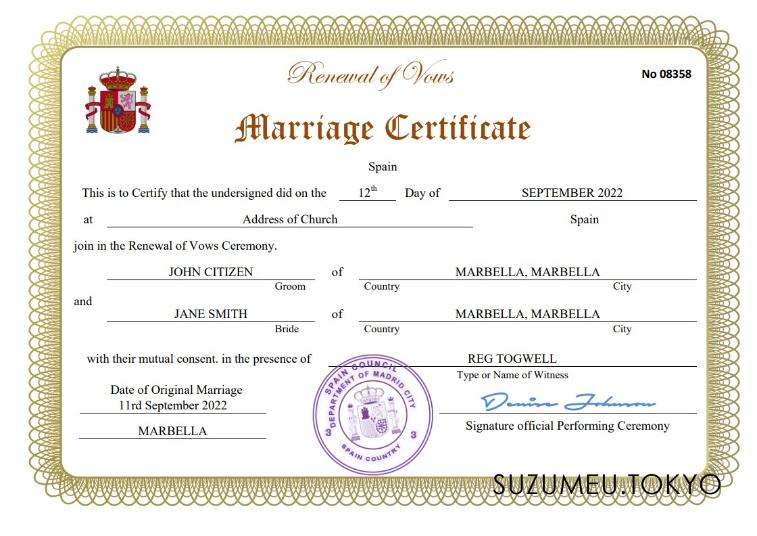 Renewal of Vows
No 08358
Marriage Certificate
Spain
This is to Certify that the undersigned did on the 12th Day of SEPTEMBER 2022
at Address of Church Spain
join in the Renewal of Vows Ceremony.
JOHN CITIZEN of MARBELLA, MARBELLA
Groom Country City
and
JANE SMITH of MARBELLA, MARBELLA
Bride Country City
with their mutual consent. in the presence of REG TOGWELL
Type or Name of Witness
Date of Original Marriage
11rd September 2022
MARBELLA
SPAIN COUNCIL
DEPARTMENT OF MADRID CITY
3 3
SPAIN COUNTRY
Denise Johnson
Signature official Performing Ceremony
SUZUMEU.TOKYO